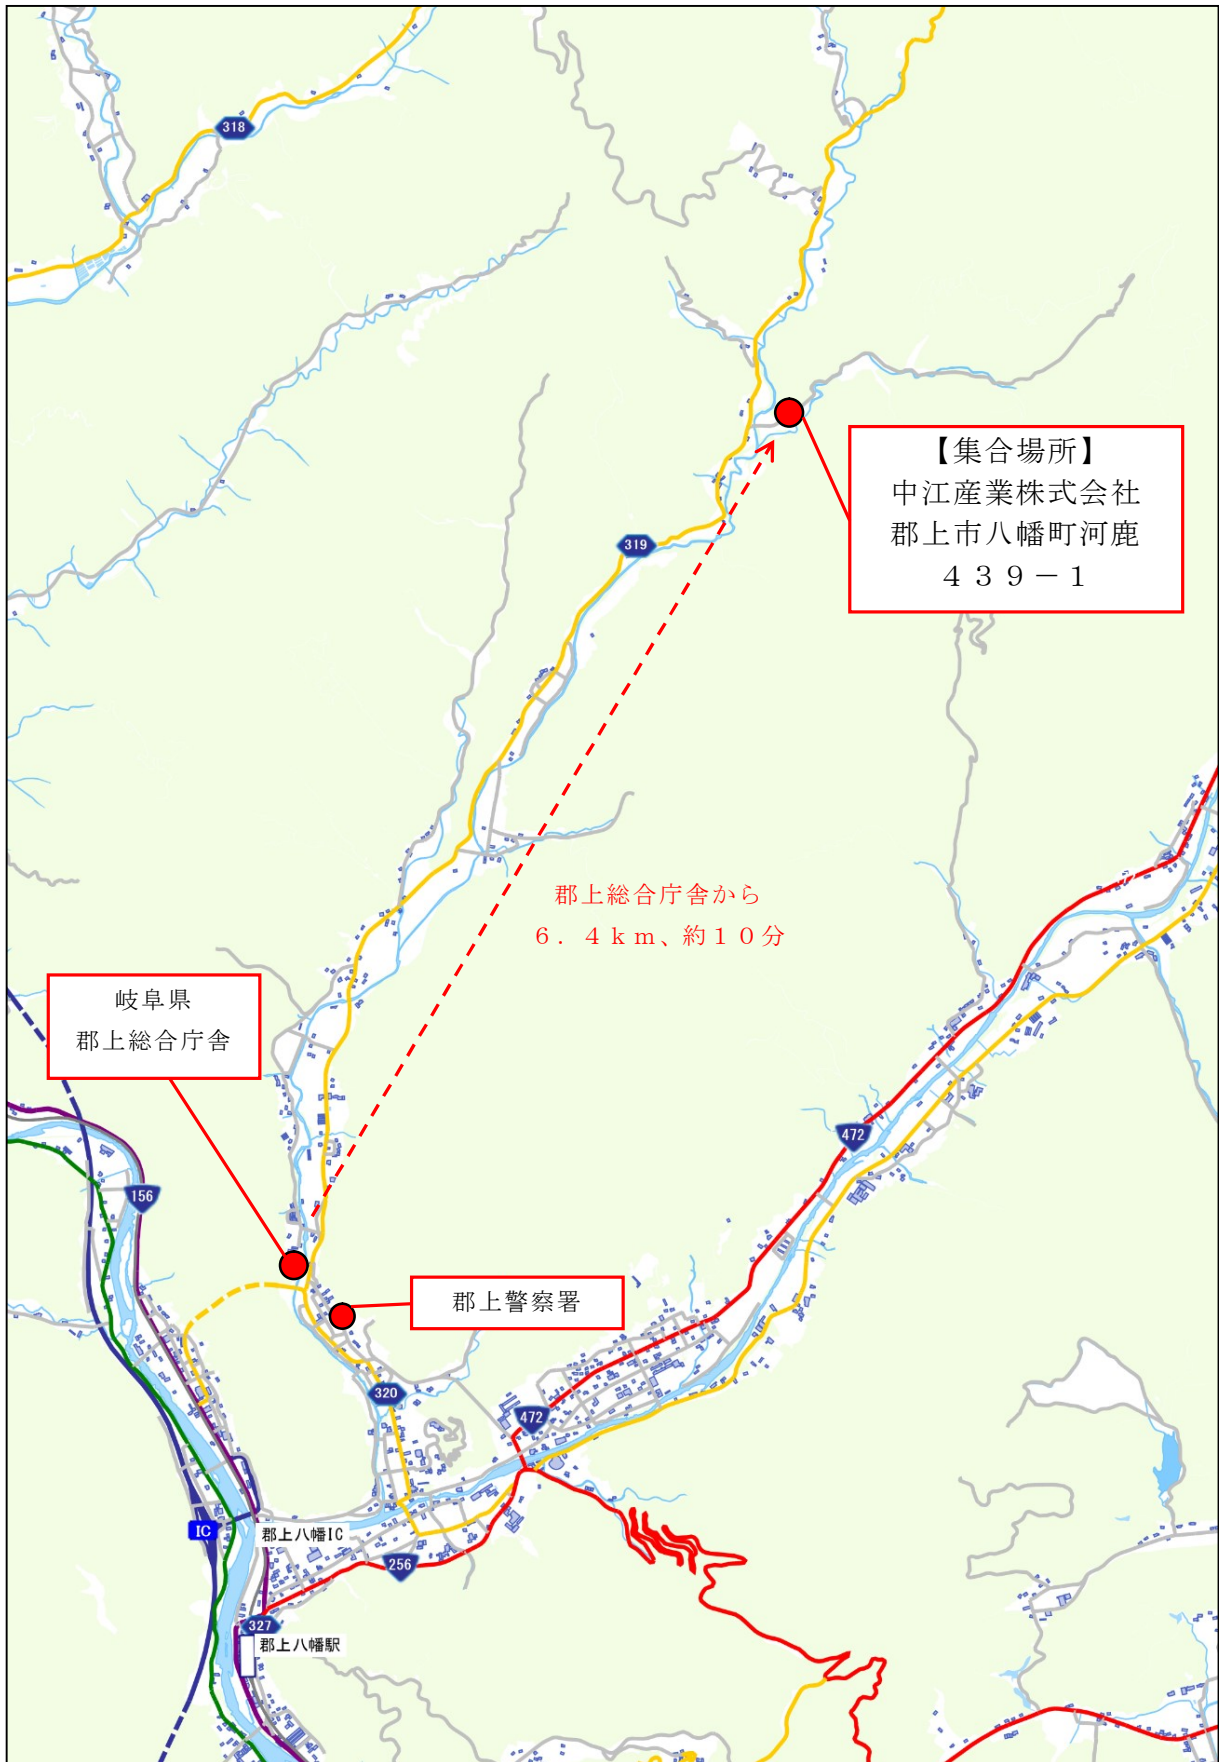 318
【集合場所】
中江産業株式会社
郡上市八幡町河鹿
４３９－１
319
郡上総合庁舎から
６．４ｋｍ、約１０分
岐阜県
郡上総合庁舎
472
156
郡上警察署
320
472
IC
郡上八幡IC
256
327
郡上八幡駅